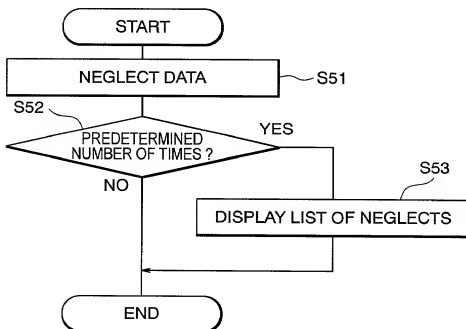 START
NEGLECT DATA
S51
S52
PREDETERMINED
NUMBER OF TIMES ?
YES
NO
S53
DISPLAY LIST OF NEGLECTS
END